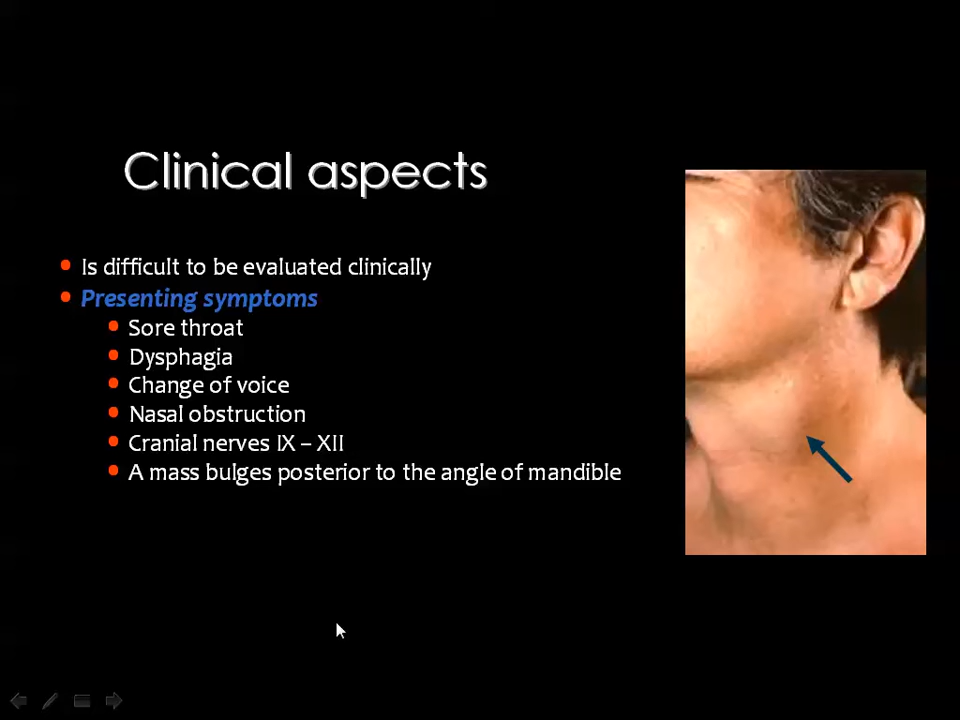 Clinical aspects
Is difficult to be evaluated clinically
Presenting symptoms
Sore throat
Dysphagia
Change of voice
Nasal obstruction
Cranial nerves IX – XII
A mass bulges posterior to the angle of mandible